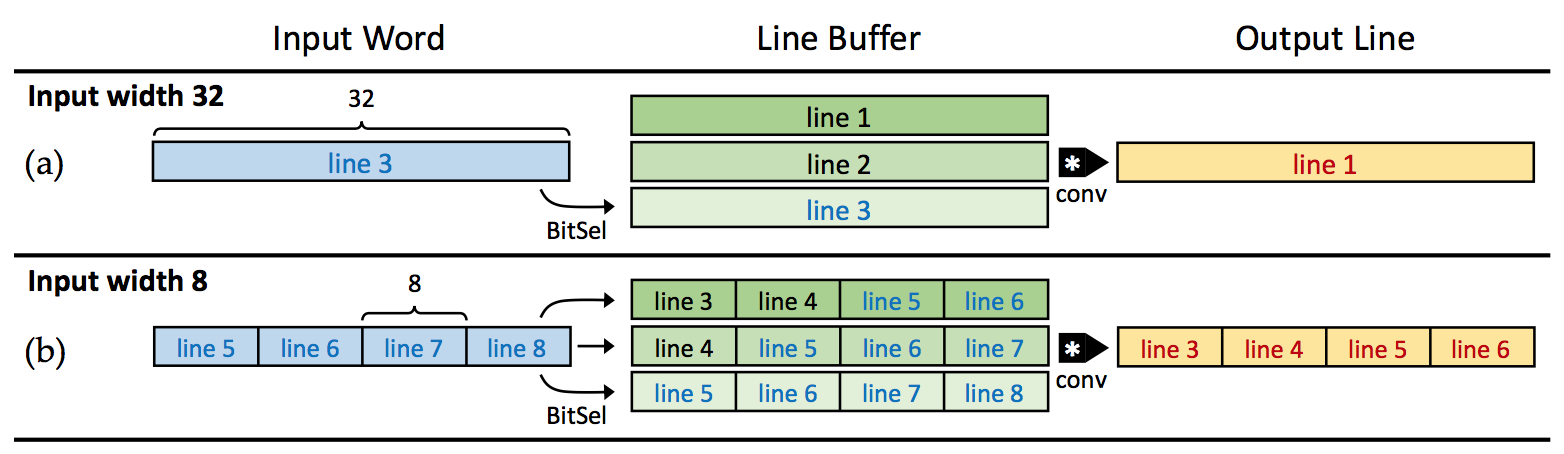 Input Word Line Buffer Output Line
Input width 32
32
(a)
line 3
BitSel
line 1
line 2
line 3
*
conv
line 1
Input width 8
8
(b)
line 5 line 6 line 7 line 8
BitSel
line 3 line 4 line 5 line 6
line 4 line 5 line 6 line 7
line 5 line 6 line 7 line 8
*
conv
line 3 line 4 line 5 line 6